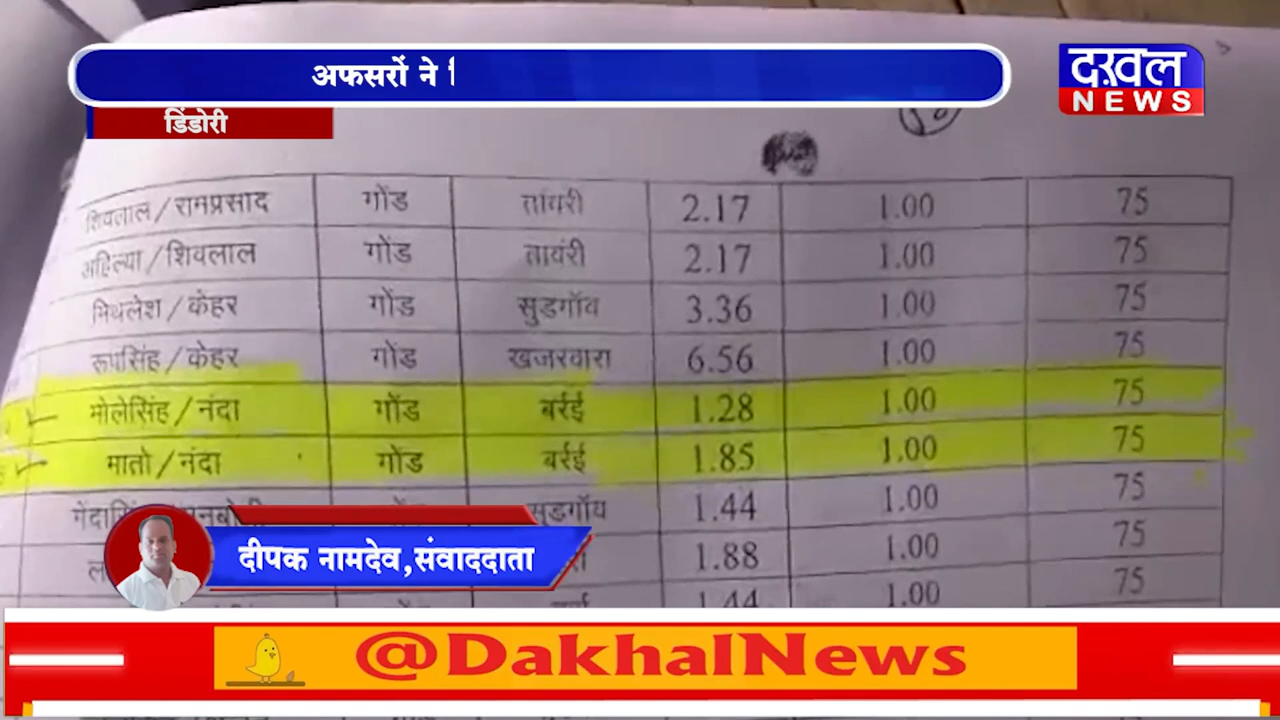 अफसरों ने
दख़ल
NEWS
डिंडोरी
शिवलाल/रामप्रसाद गोंड तांवरी 2.17 1.00 75
अहिल्या/शिवलाल गोंड तावंरी 2.17 1.00 75
मिथलेश/केहर गोंड सुडगॉव 3.36 1.00 75
रूपसिंह/केहर गोंड खजरवारा 6.56 1.00 75
मोलेसिंह/नंदा गोंड बर्रई 1.28 1.00 75
मातो/नंदा गोंड बर्रई 1.85 1.00 75
सुडगॉव 1.44 1.00 75
1.88 1.00 75
1.44 1.00 75
दीपक नामदेव,संवाददाता
@DakhalNews